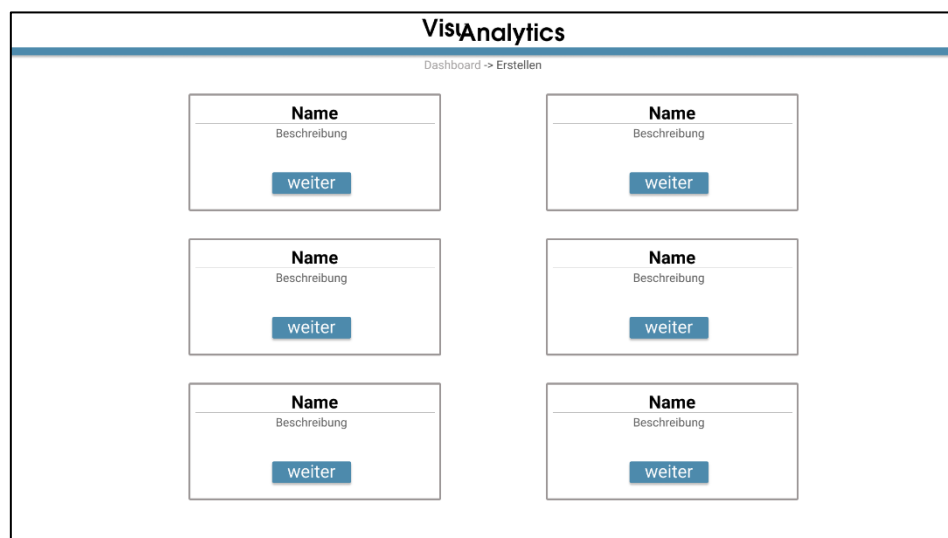 VisuAnalytics
Dashboard -> Erstellen
Name
Beschreibung
weiter
Name
Beschreibung
weiter
Name
Beschreibung
weiter
Name
Beschreibung
weiter
Name
Beschreibung
weiter
Name
Beschreibung
weiter